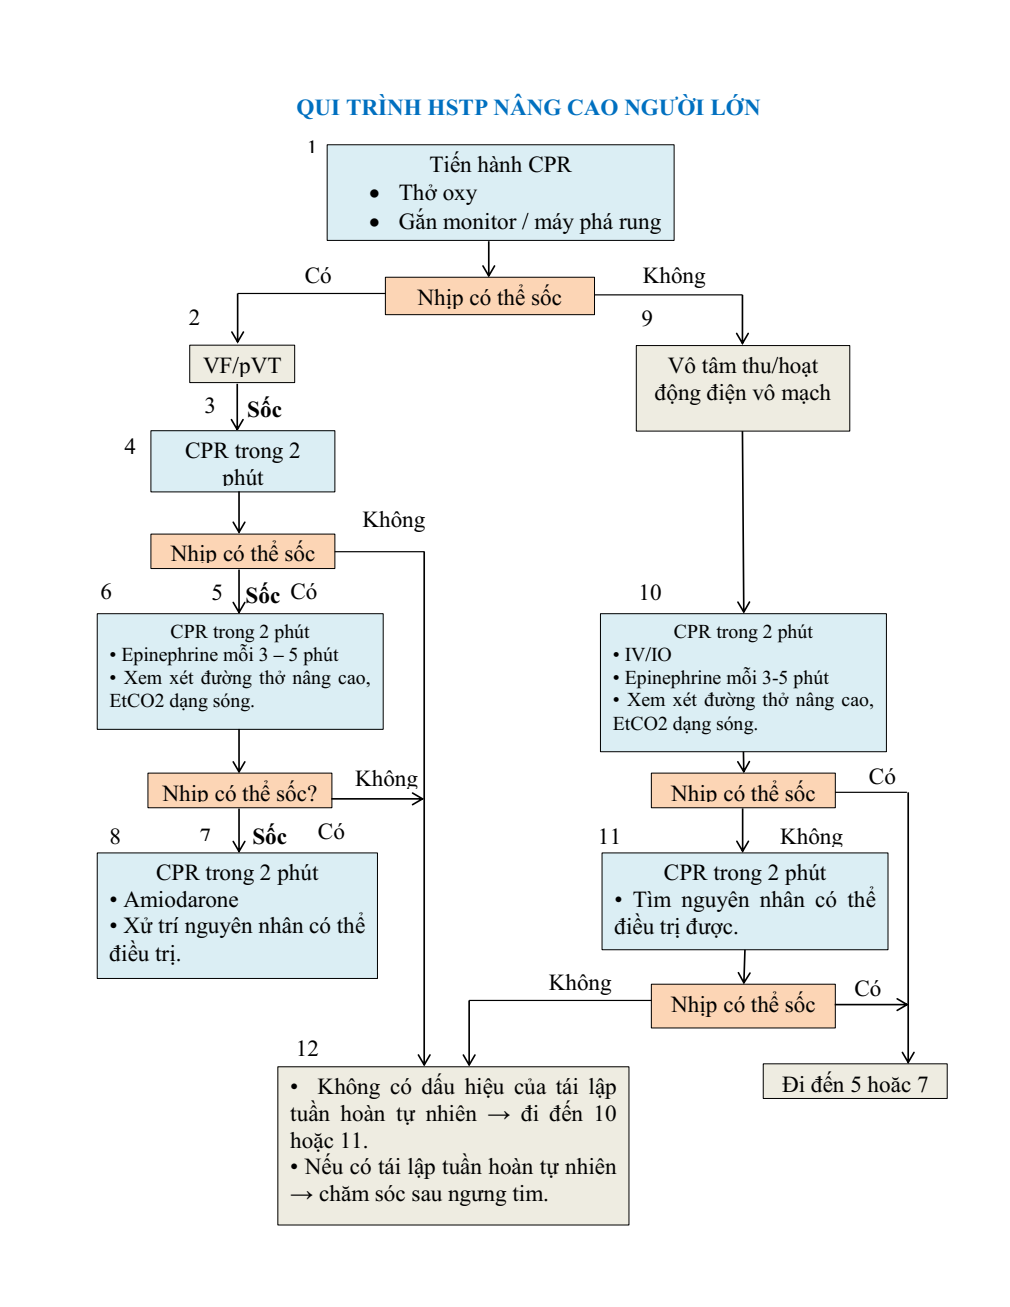 QUI TRÌNH HSTP NÂNG CAO NGƯỜI LỚN
1
Tiến hành CPR
• Thở oxy
• Gắn monitor / máy phá rung
Có
Nhịp có thể sốc
Không
2
9
VF/pVT
Vô tâm thu/hoạt
động điện vô mạch
3
Sốc
4
CPR trong 2
phút
Không
Nhịp có thể sốc
6
5
Sốc Có
CPR trong 2 phút
• Epinephrine mỗi 3 – 5 phút
• Xem xét đường thở nâng cao,
EtCO2 dạng sóng.
10
CPR trong 2 phút
• IV/IO
• Epinephrine mỗi 3-5 phút
• Xem xét đường thở nâng cao,
EtCO2 dạng sóng.
Nhịp có thể sốc?
Không
Nhịp có thể sốc
Có
8
7
Sốc
Có
11
Không
CPR trong 2 phút
• Amiodarone
• Xử trí nguyên nhân có thể
điều trị.
CPR trong 2 phút
• Tìm nguyên nhân có thể
điều trị được.
Không
Nhịp có thể sốc
Có
12
• Không có dấu hiệu của tái lập
tuần hoàn tự nhiên → đi đến 10
hoặc 11.
• Nếu có tái lập tuần hoàn tự nhiên
→ chăm sóc sau ngưng tim.
Đi đến 5 hoặc 7